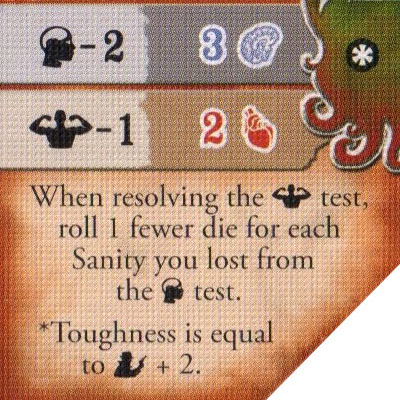 -2 3 *
-1 2
When resolving the test,
roll 1 fewer die for each
Sanity you lost from
the test.
*Toughness is equal
to + 2.